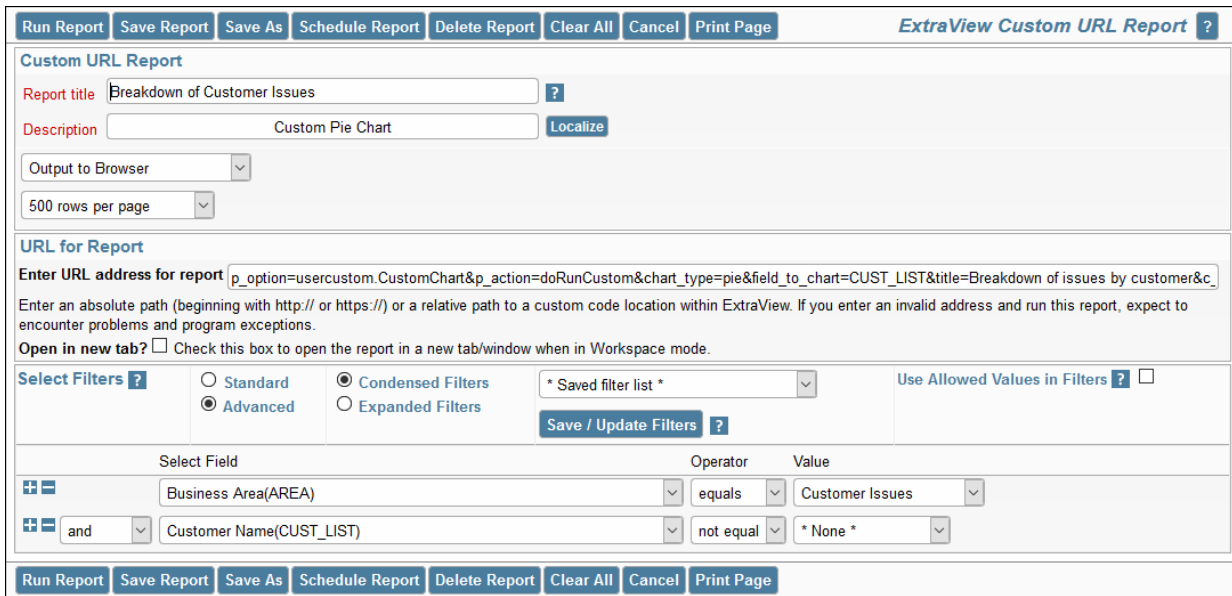 Run Report Save Report Save As Schedule Report Delete Report Clear All Cancel Print Page ExtraView Custom URL Report ?
Custom URL Report
Report title Breakdown of Customer Issues ?
Description Custom Pie Chart Localize
Output to Browser
500 rows per page
URL for Report
Enter URL address for report p_option=usercustom.CustomChart&p_action=doRunCustom&chart_type=pie&field_to_chart=CUST_LIST&title=Breakdown of issues by customer&c_
Enter an absolute path (beginning with http:// or https://) or a relative path to a custom code location within ExtraView. If you enter an invalid address and run this report, expect to
encounter problems and program exceptions.
Open in new tab? Check this box to open the report in a new tab/window when in Workspace mode.
Select Filters ? Standard Condensed Filters * Saved filter list * Use Allowed Values in Filters ?
Advanced Expanded Filters
Save / Update Filters ?
Select Field Operator Value
Business Area(AREA) equals Customer Issues
and Customer Name(CUST_LIST) not equal * None *
Run Report Save Report Save As Schedule Report Delete Report Clear All Cancel Print Page